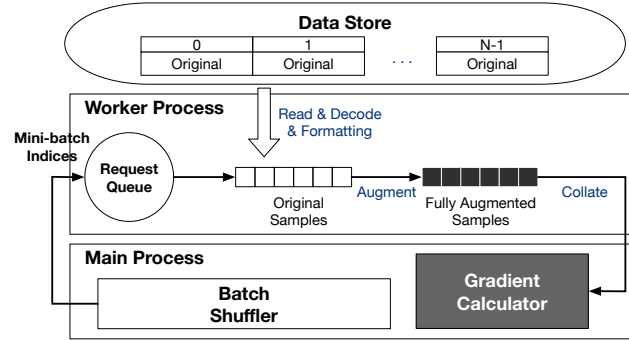 Data Store
0 1 N-1
Original Original . . . Original
Worker Process
Read & Decode
& Formatting
Mini-batch
Indices
Request
Queue
Original
Samples
Augment
Fully Augmented
Samples
Collate
Main Process
Batch
Shuffler
Gradient
Calculator